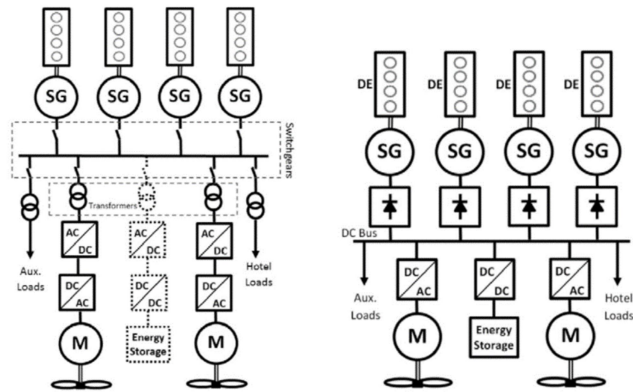 SG SG SG SG
Switchgears
Transformers
AC
DC
AC
DC
AC
DC
Aux.
Loads
Hotel
Loads
DC
AC
DC
DC
DC
AC
M
Energy
Storage
M
DE DE DE DE
SG SG SG SG
DC Bus
Aux.
Loads
DC
AC
DC
DC
DC
AC
Hotel
Loads
M
Energy
Storage
M